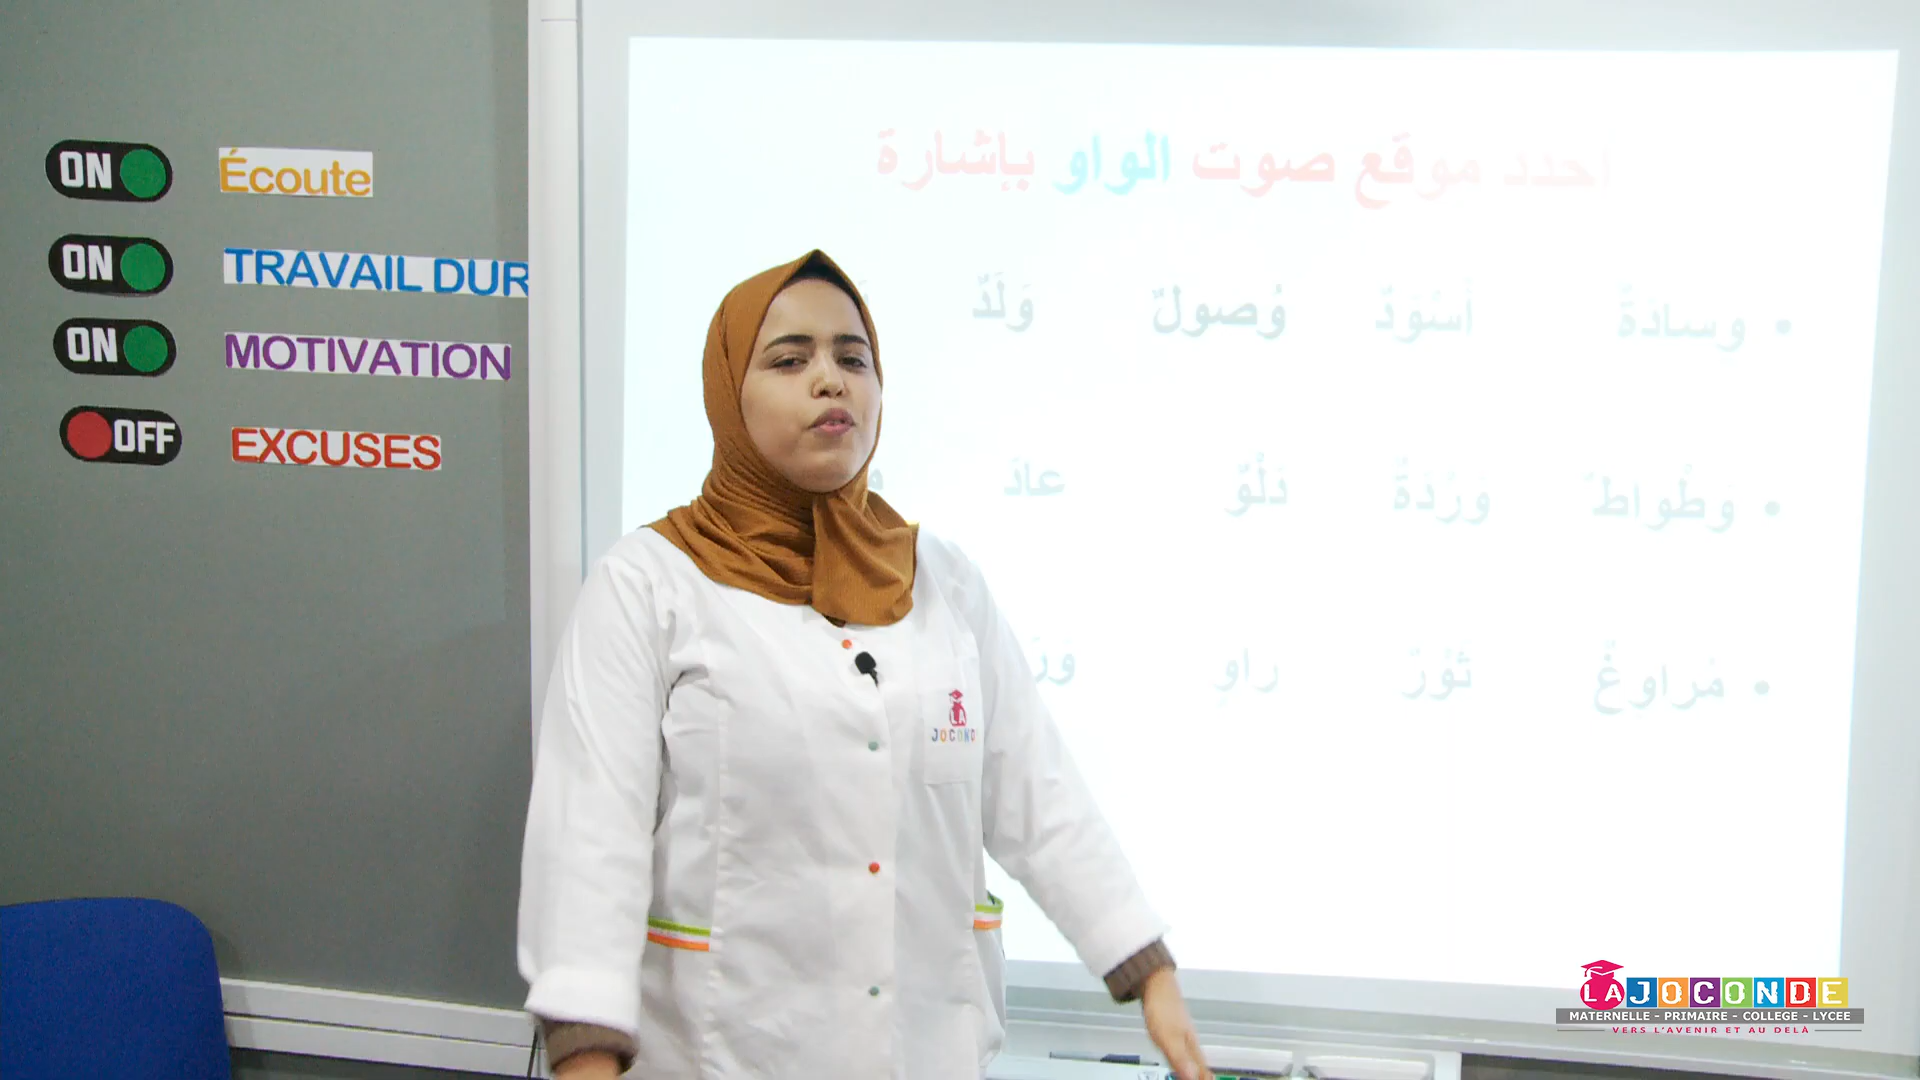 ON Écoute
ON TRAVAIL DUR
ON MOTIVATION
OFF EXCUSES
أحدد موقع صوت الواو بإشارة
• وِسادَةٌ أَسْوَدٌ وُصولٌ وَلَدٌ
• وَطْواطٌ وَرْدَةٌ دَلْوٌ عادَ
• مُراوِغٌ ثَوْرٌ راوِ
LA JOCONDE
LA JOCONDE
MATERNELLE - PRIMAIRE - COLLEGE - LYCEE
VERS L'AVENIR ET AU DELÀ